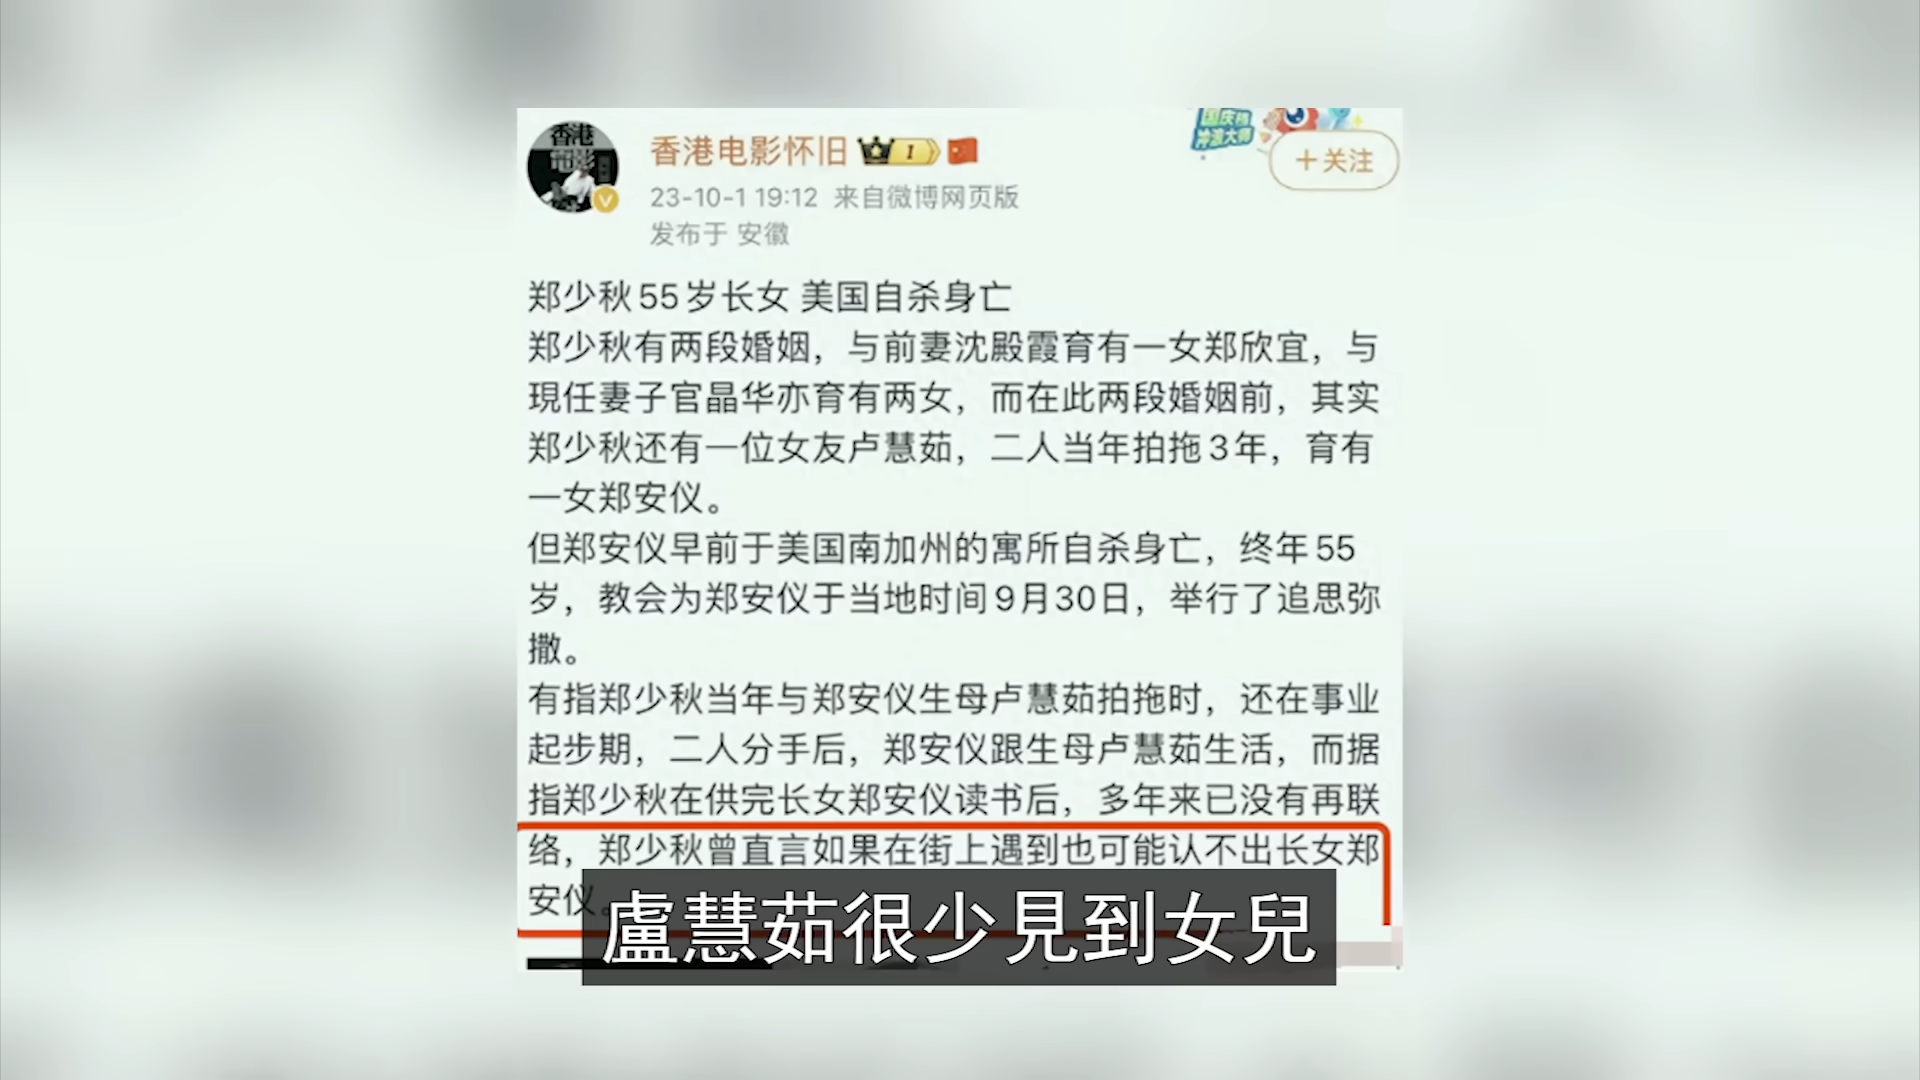 香港
电影
香港电影怀旧 I
国庆档
冲浪大师
+关注
23-10-1 19:12 来自微博网页版
发布于 安徽
郑少秋55岁长女 美国自杀身亡
郑少秋有两段婚姻，与前妻沈殿霞育有一女郑欣宜，与
現任妻子官晶华亦育有两女，而在此两段婚姻前，其实
郑少秋还有一位女友卢慧茹，二人当年拍拖3年，育有
一女郑安仪。
但郑安仪早前于美国南加州的寓所自杀身亡，终年55
岁，教会为郑安仪于当地时间9月30日，举行了追思弥
撒。
有指郑少秋当年与郑安仪生母卢慧茹拍拖时，还在事业
起步期，二人分手后，郑安仪跟生母卢慧茹生活，而据
指郑少秋在供完长女郑安仪读书后，多年来已没有再联
络，郑少秋曾直言如果在街上遇到也可能认不出长女郑
安仪。
盧慧茹很少見到女兒